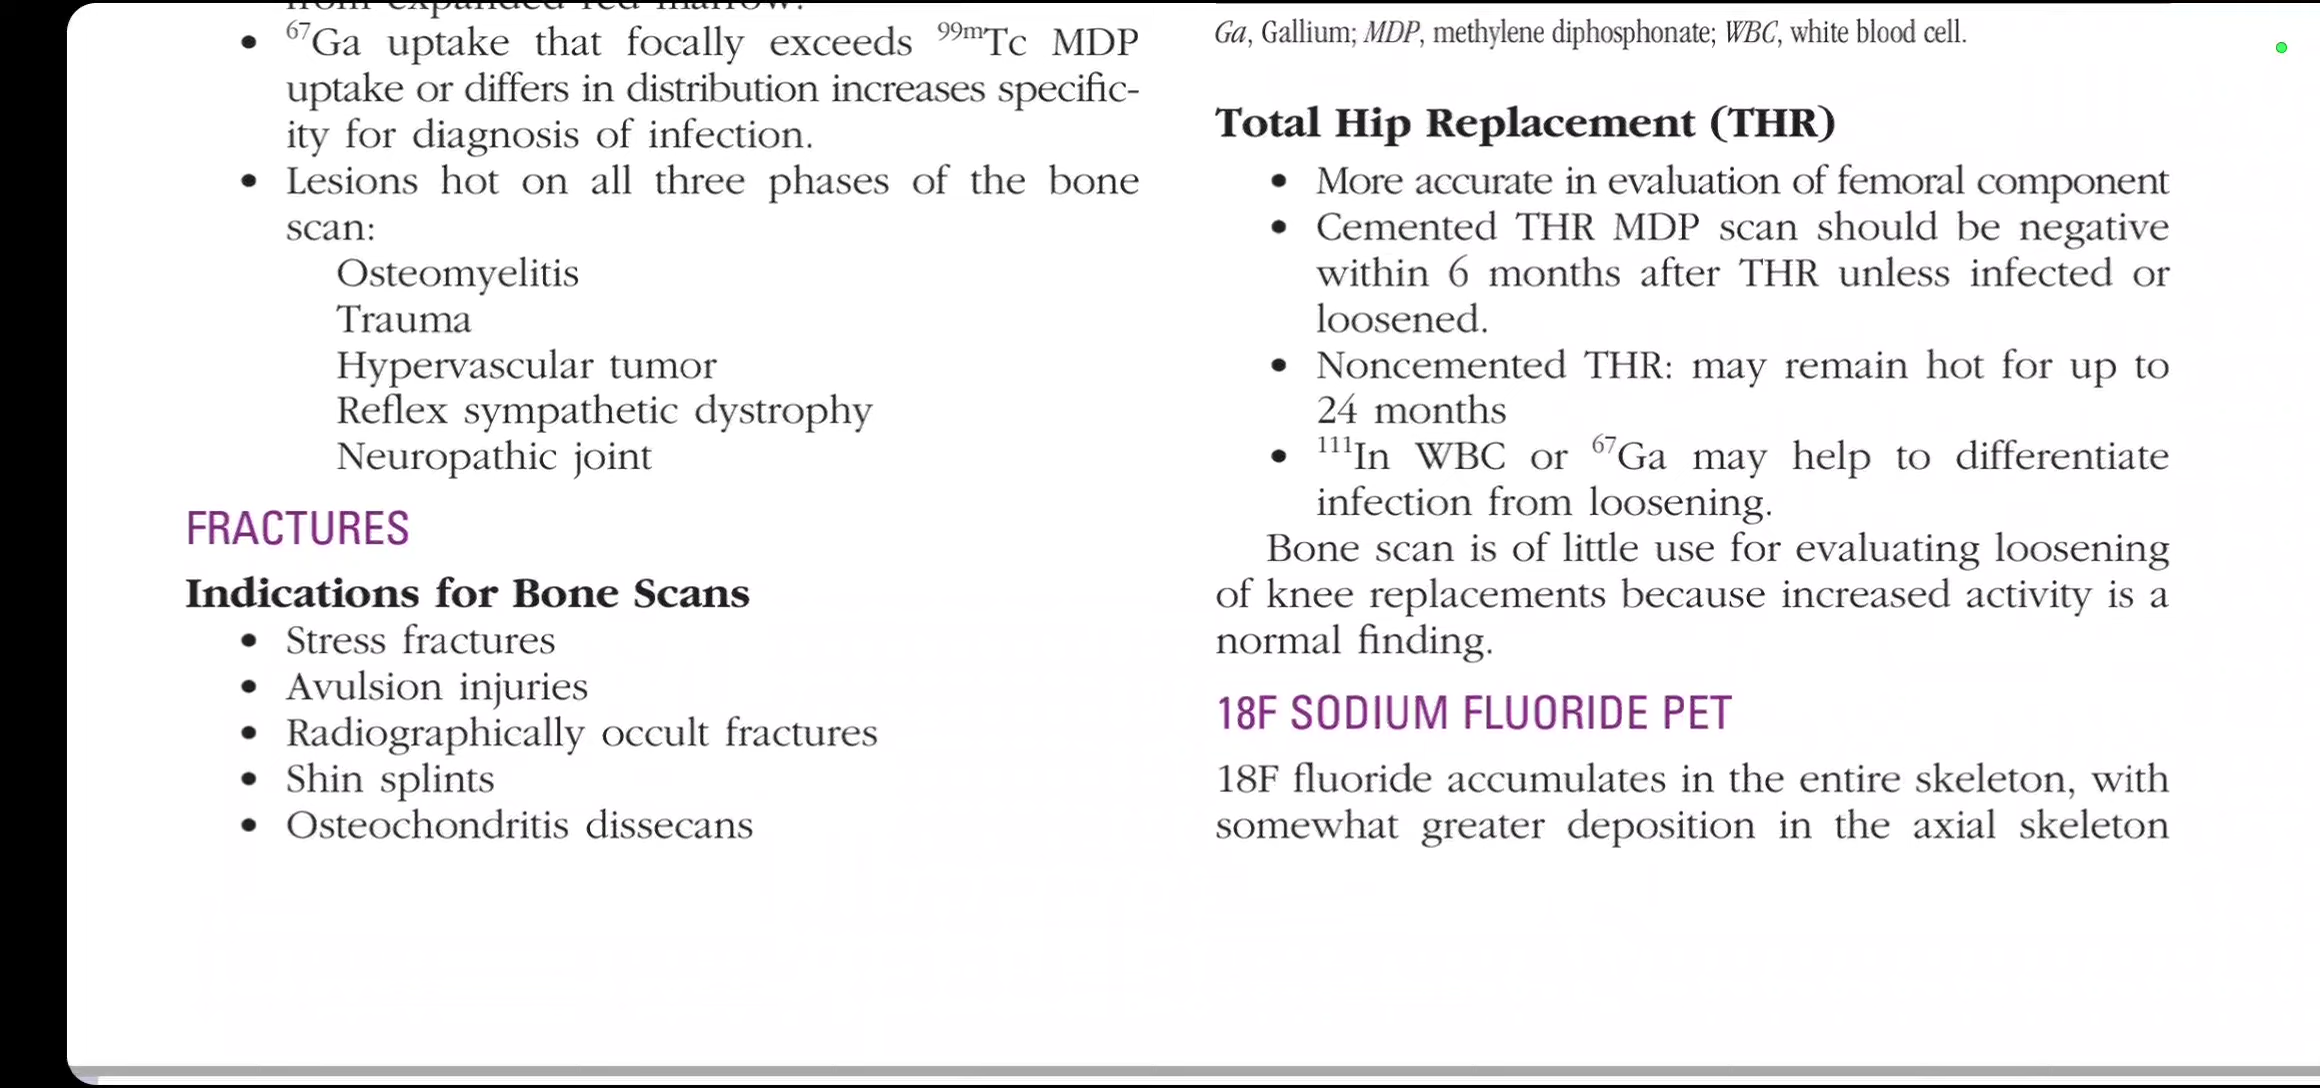 from expanded red marrow.
• ⁶⁷Ga uptake that focally exceeds ⁹⁹ᵐTc MDP
uptake or differs in distribution increases specific-
ity for diagnosis of infection.
• Lesions hot on all three phases of the bone
scan:
Osteomyelitis
Trauma
Hypervascular tumor
Reflex sympathetic dystrophy
Neuropathic joint
FRACTURES
Indications for Bone Scans
• Stress fractures
• Avulsion injuries
• Radiographically occult fractures
• Shin splints
• Osteochondritis dissecans
Ga, Gallium; MDP, methylene diphosphonate; WBC, white blood cell.
Total Hip Replacement (THR)
• More accurate in evaluation of femoral component
• Cemented THR MDP scan should be negative
within 6 months after THR unless infected or
loosened.
• Noncemented THR: may remain hot for up to
24 months
• ¹¹¹In WBC or ⁶⁷Ga may help to differentiate
infection from loosening.
Bone scan is of little use for evaluating loosening
of knee replacements because increased activity is a
normal finding.
18F SODIUM FLUORIDE PET
18F fluoride accumulates in the entire skeleton, with
somewhat greater deposition in the axial skeleton